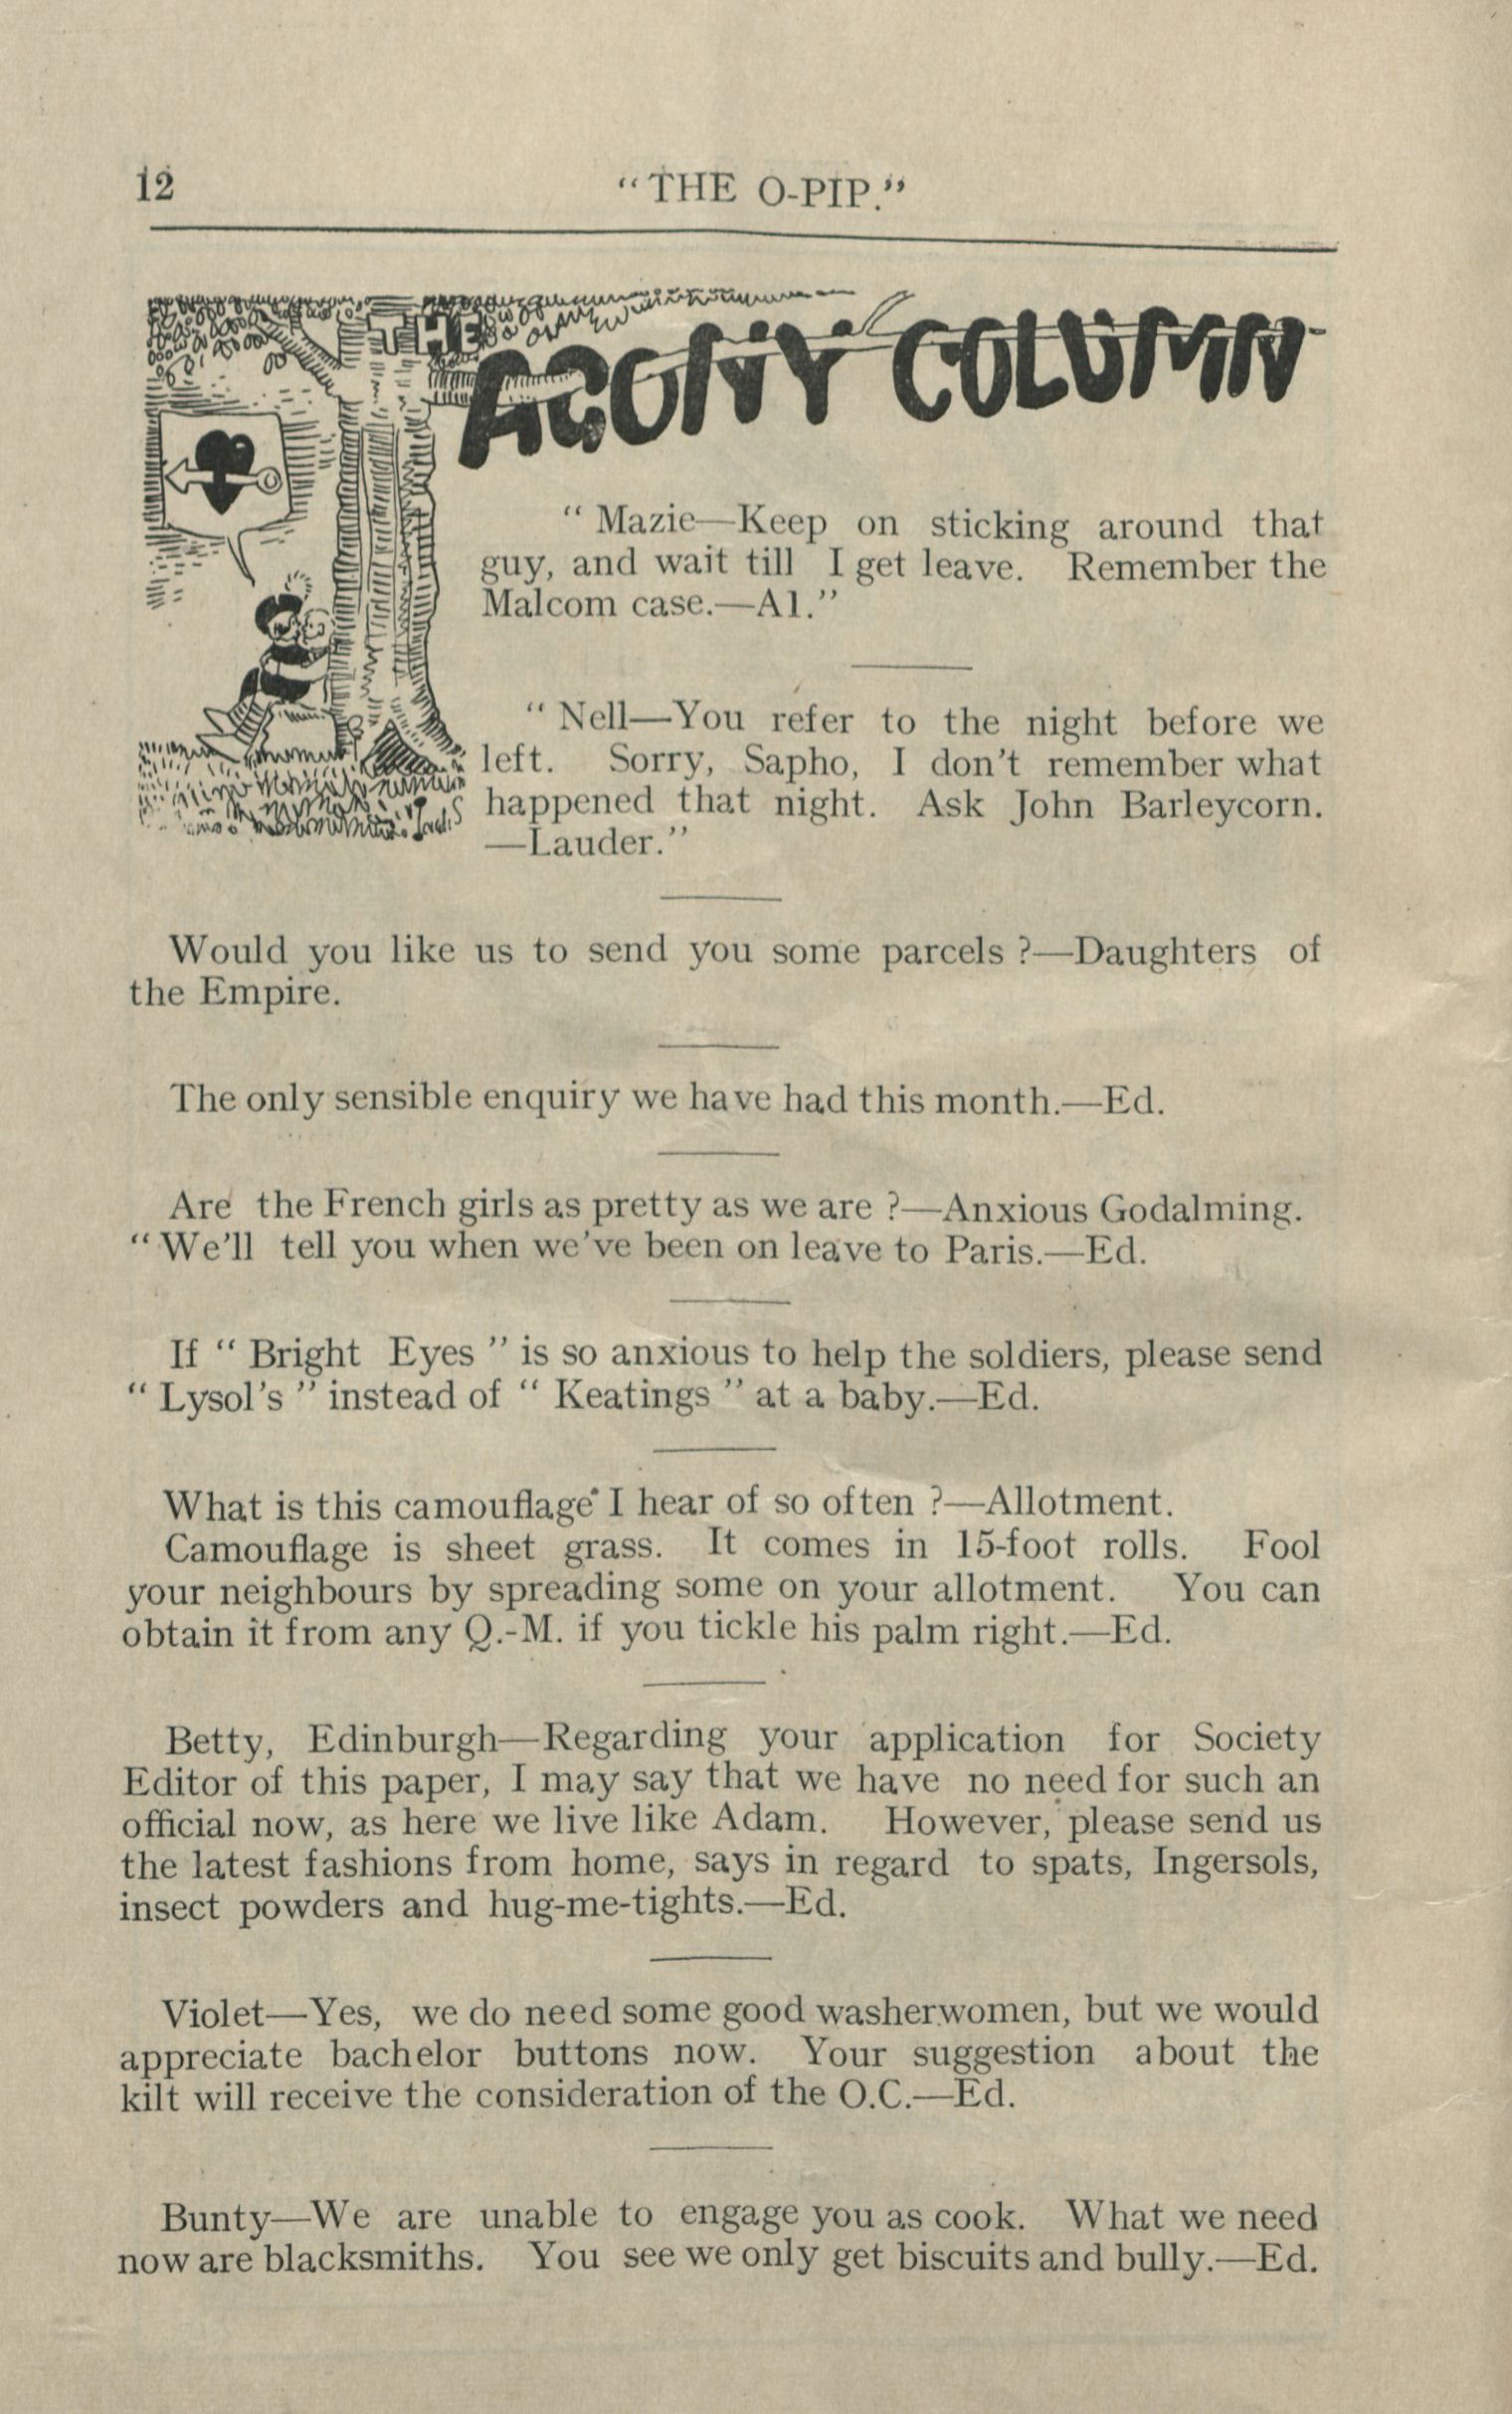 12 "THE O-PIP."
THE
AGONY COLUMN
" Mazie—Keep on sticking around that
guy, and wait till I get leave. Remember the
Malcom case.—Al."
" Nell—You refer to the night before we
left. Sorry, Sapho, I don't remember what
happened that night. Ask John Barleycorn.
—Lauder."
Would you like us to send you some parcels ?—Daughters of
the Empire.
The only sensible enquiry we have had this month.—Ed.
Are the French girls as pretty as we are ?—Anxious Godalming.
"We'll tell you when we've been on leave to Paris.—Ed.
If " Bright Eyes " is so anxious to help the soldiers, please send
" Lysol's " instead of " Keatings " at a baby.—Ed.
What is this camouflage I hear of so often ?—Allotment.
Camouflage is sheet grass. It comes in 15-foot rolls. Fool
your neighbours by spreading some on your allotment. You can
obtain it from any Q.-M. if you tickle his palm right.—Ed.
Betty, Edinburgh—Regarding your application for Society
Editor of this paper, I may say that we have no need for such an
official now, as here we live like Adam. However, please send us
the latest fashions from home, says in regard to spats, Ingersols,
insect powders and hug-me-tights.—Ed.
Violet—Yes, we do need some good washerwomen, but we would
appreciate bachelor buttons now. Your suggestion about the
kilt will receive the consideration of the O.C.—Ed.
Bunty—We are unable to engage you as cook. What we need
now are blacksmiths. You see we only get biscuits and bully.—Ed.